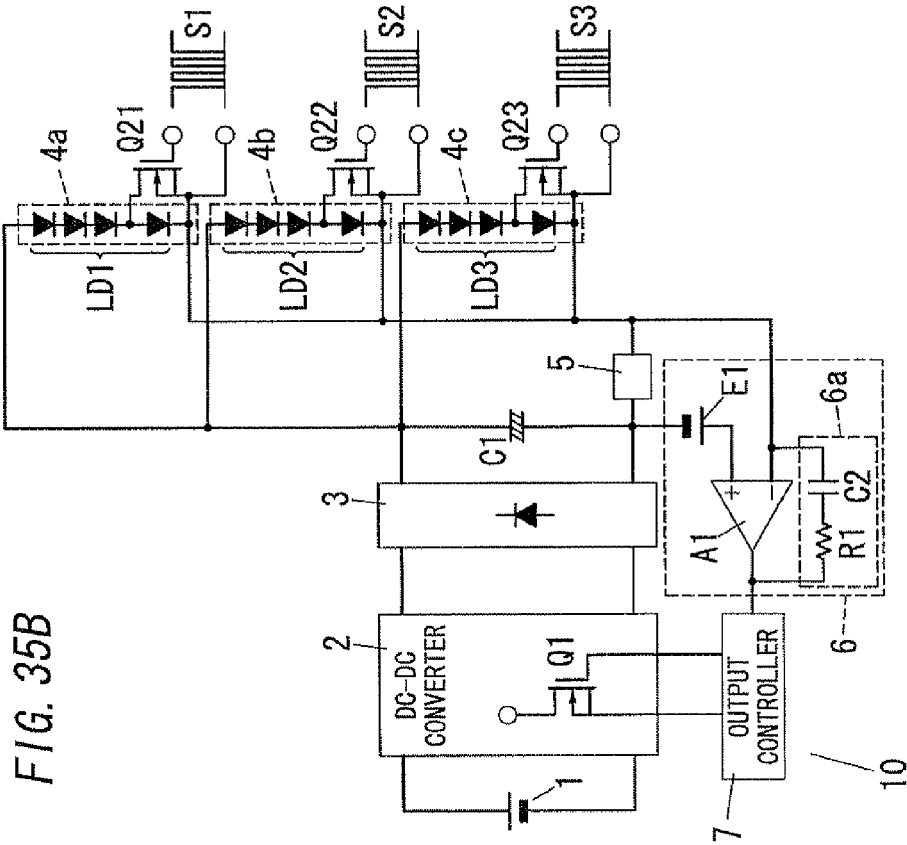 FIG. 35B
4a
Q21
S1
LD1
4b
Q22
S2
LD2
4c
Q23
S3
LD3
5
C1
3
E1
6a
+
−
A1
C2
R1
6
2
DC-DC
CONVERTER
Q1
1
OUTPUT
CONTROLLER
7
10